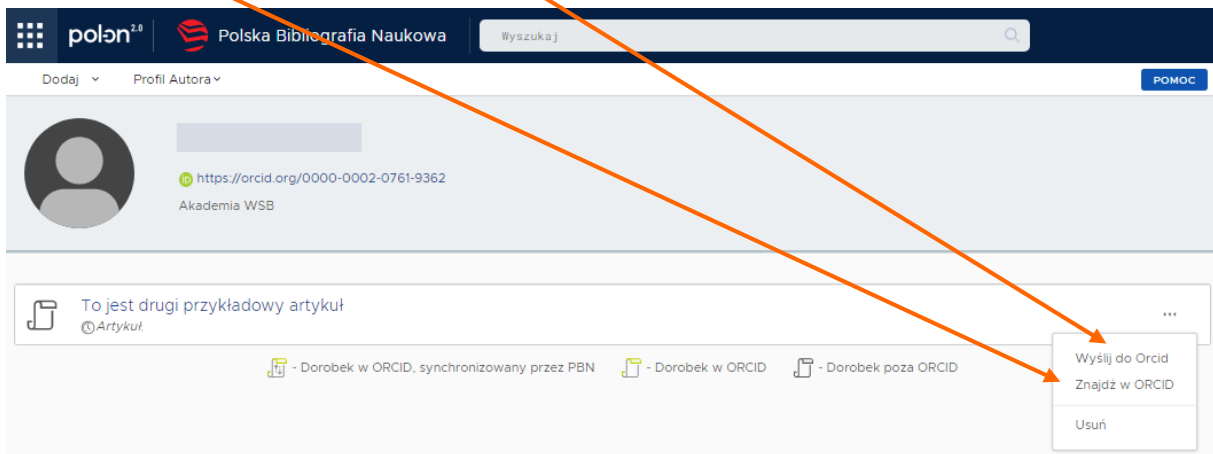 polon 2.0 Polska Bibliografia Naukowa Wyszukaj
Dodaj Profil Autora POMOC
iD https://orcid.org/0000-0002-0761-9362
Akademia WSB
To jest drugi przykładowy artykuł
Artykuł.
...
- Dorobek w ORCID, synchronizowany przez PBN - Dorobek w ORCID - Dorobek poza ORCID
Wyślij do Orcid
Znajdź w ORCID
Usuń